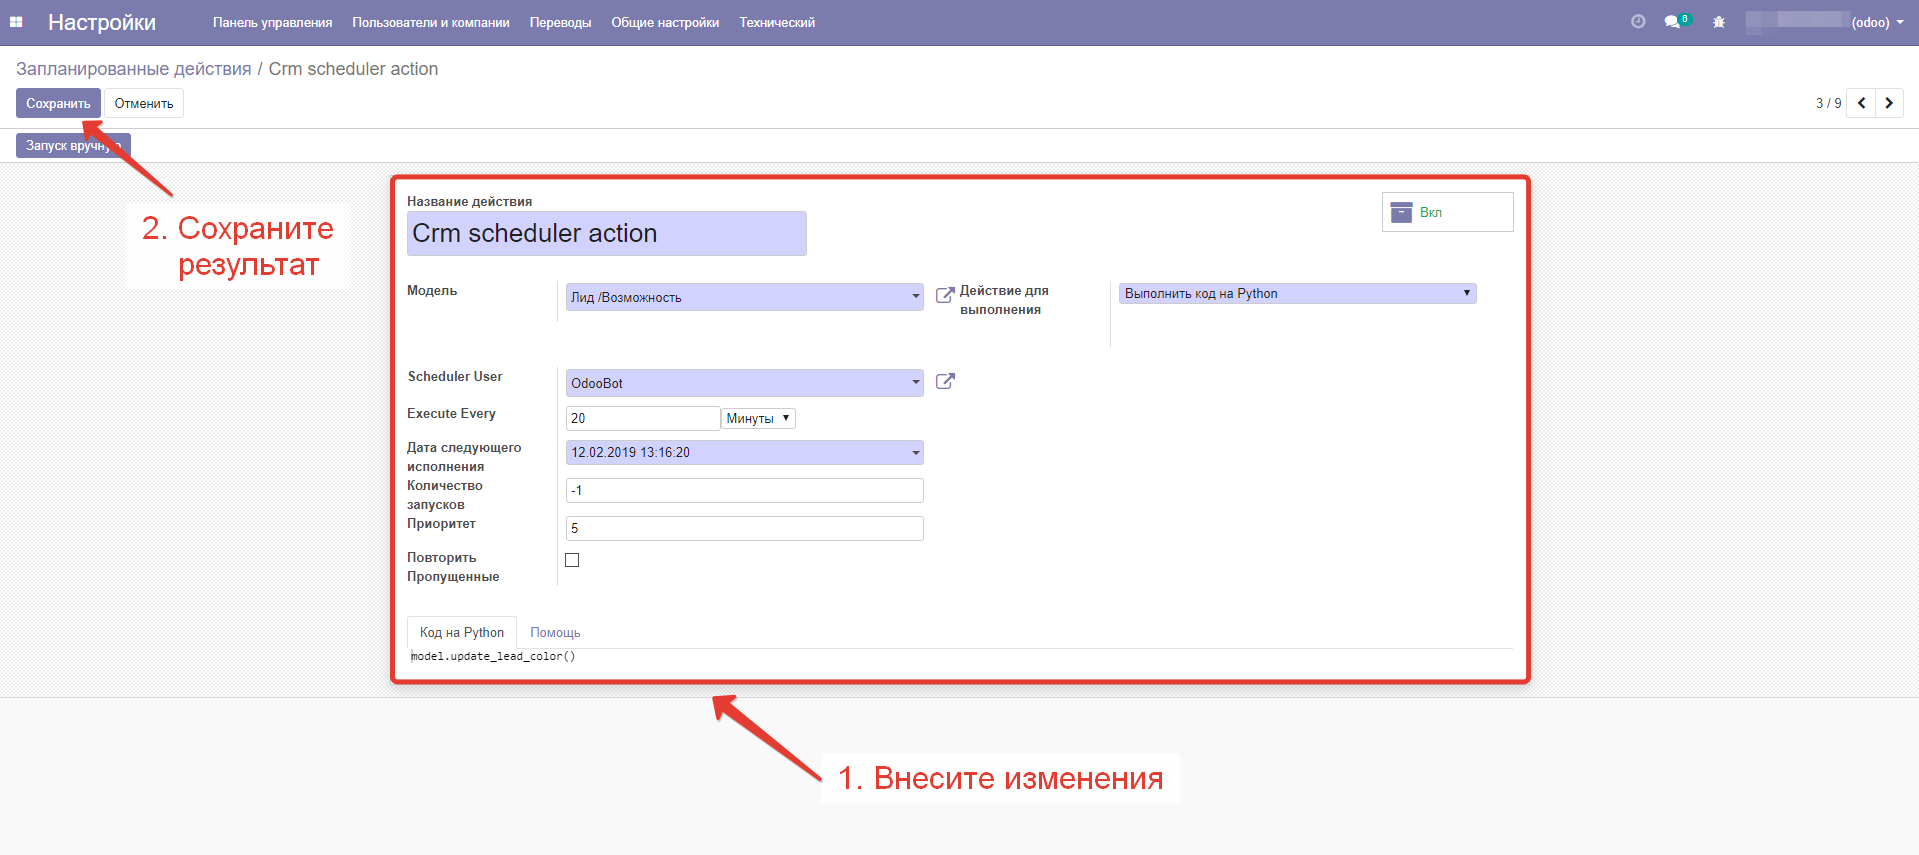 Настройки
Панель управления Пользователи и компании Переводы Общие настройки Технический
6
(odoo)
Запланированные действия / Crm scheduler action
Сохранить Отменить
3 / 9
Запуск вручную
2. Сохраните
результат
Название действия
Crm scheduler action
Вкл
Модель
Лид /Возможность
Действие для
выполнения
Выполнить код на Python
Scheduler User
OdooBot
Execute Every
20 Минуты
Дата следующего
исполнения
12.02.2019 13:16:20
Количество
запусков
-1
Приоритет
5
Повторить
Пропущенные
Код на Python Помощь
model.update_lead_color()
1. Внесите изменения